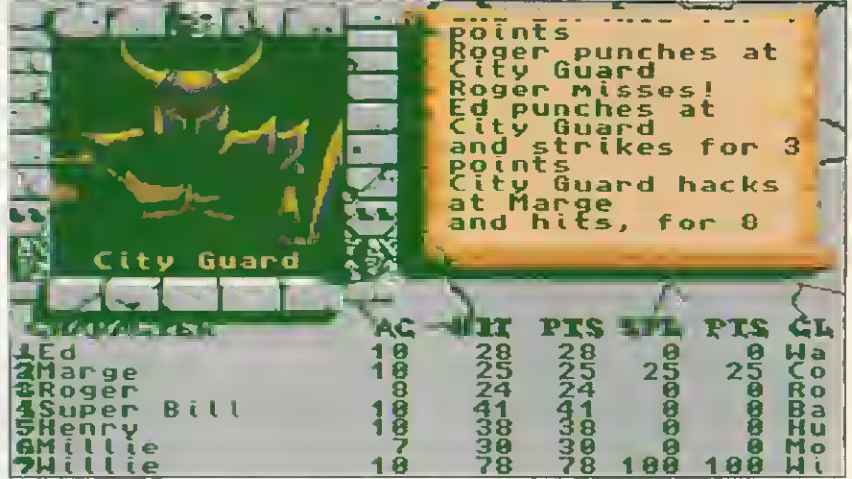 points
Roger punches at
City Guard
Roger misses!
Ed punches at
City Guard
and strikes for 3
points
City Guard hacks
at Marge
and hits, for 8
City Guard
AC HIT PTS SPL PTS CL
1Ed 10 28 28 0 0 Wa
2Marge 10 25 25 25 25 Co
Roger 8 24 24 0 0 Ro
4Super Bill 10 41 41 0 0 Ba
5Henry 10 38 38 0 0 Hu
6Millie 7 30 30 0 0 Mo
7Willie 10 78 78 100 100 Wi